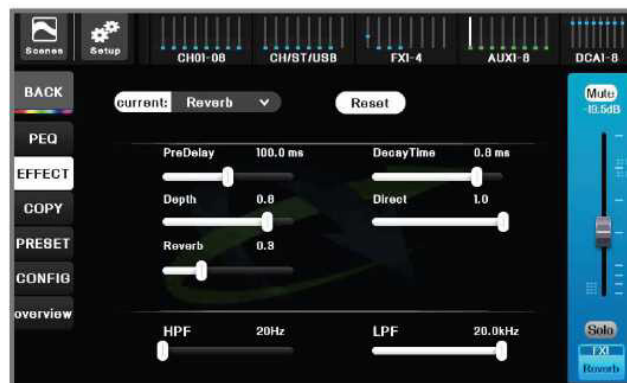 Scenes Setup CH01-08 CH/ST/USB FX1-4 AUX1-8 DCA1-8
BACK current: Reverb Reset Mute
-19.5dB
PEQ
PreDelay 100.0 ms DecayTime 0.8 ms
EFFECT
COPY Depth 0.8 Direct 1.0
PRESET Reverb 0.3
CONFIG
overview
HPF 20Hz LPF 20.0kHz Solo
FX1
Reverb